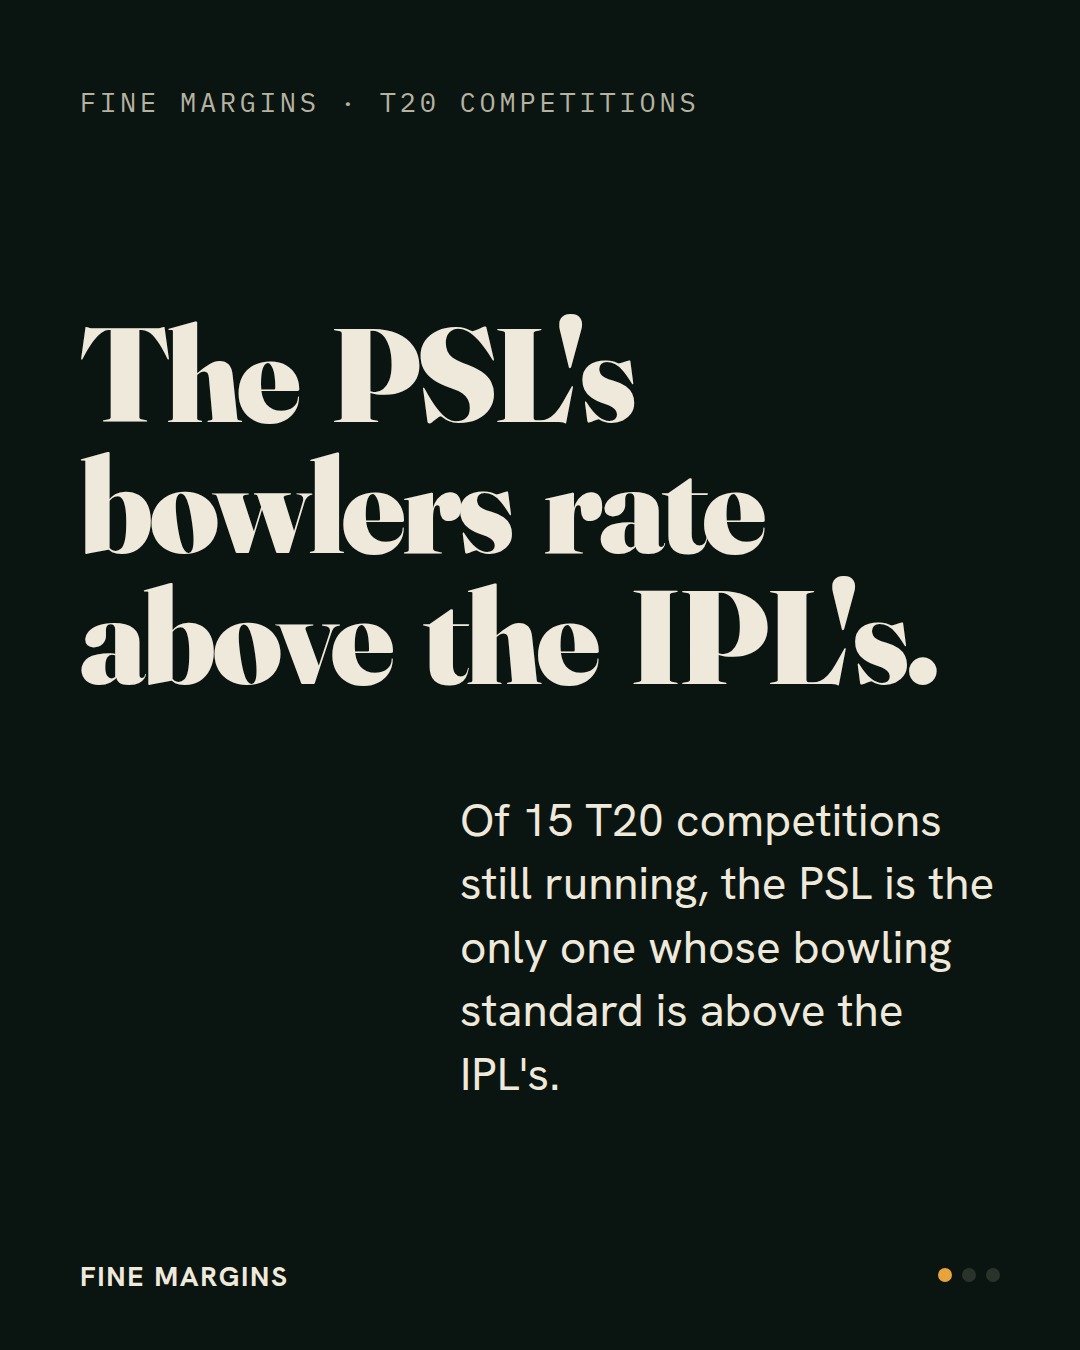 FINE MARGINS · T20 COMPETITIONS
The PSL's
bowlers rate
above the IPL's.
Of 15 T20 competitions
still running, the PSL is the
only one whose bowling
standard is above the
IPL's.
FINE MARGINS